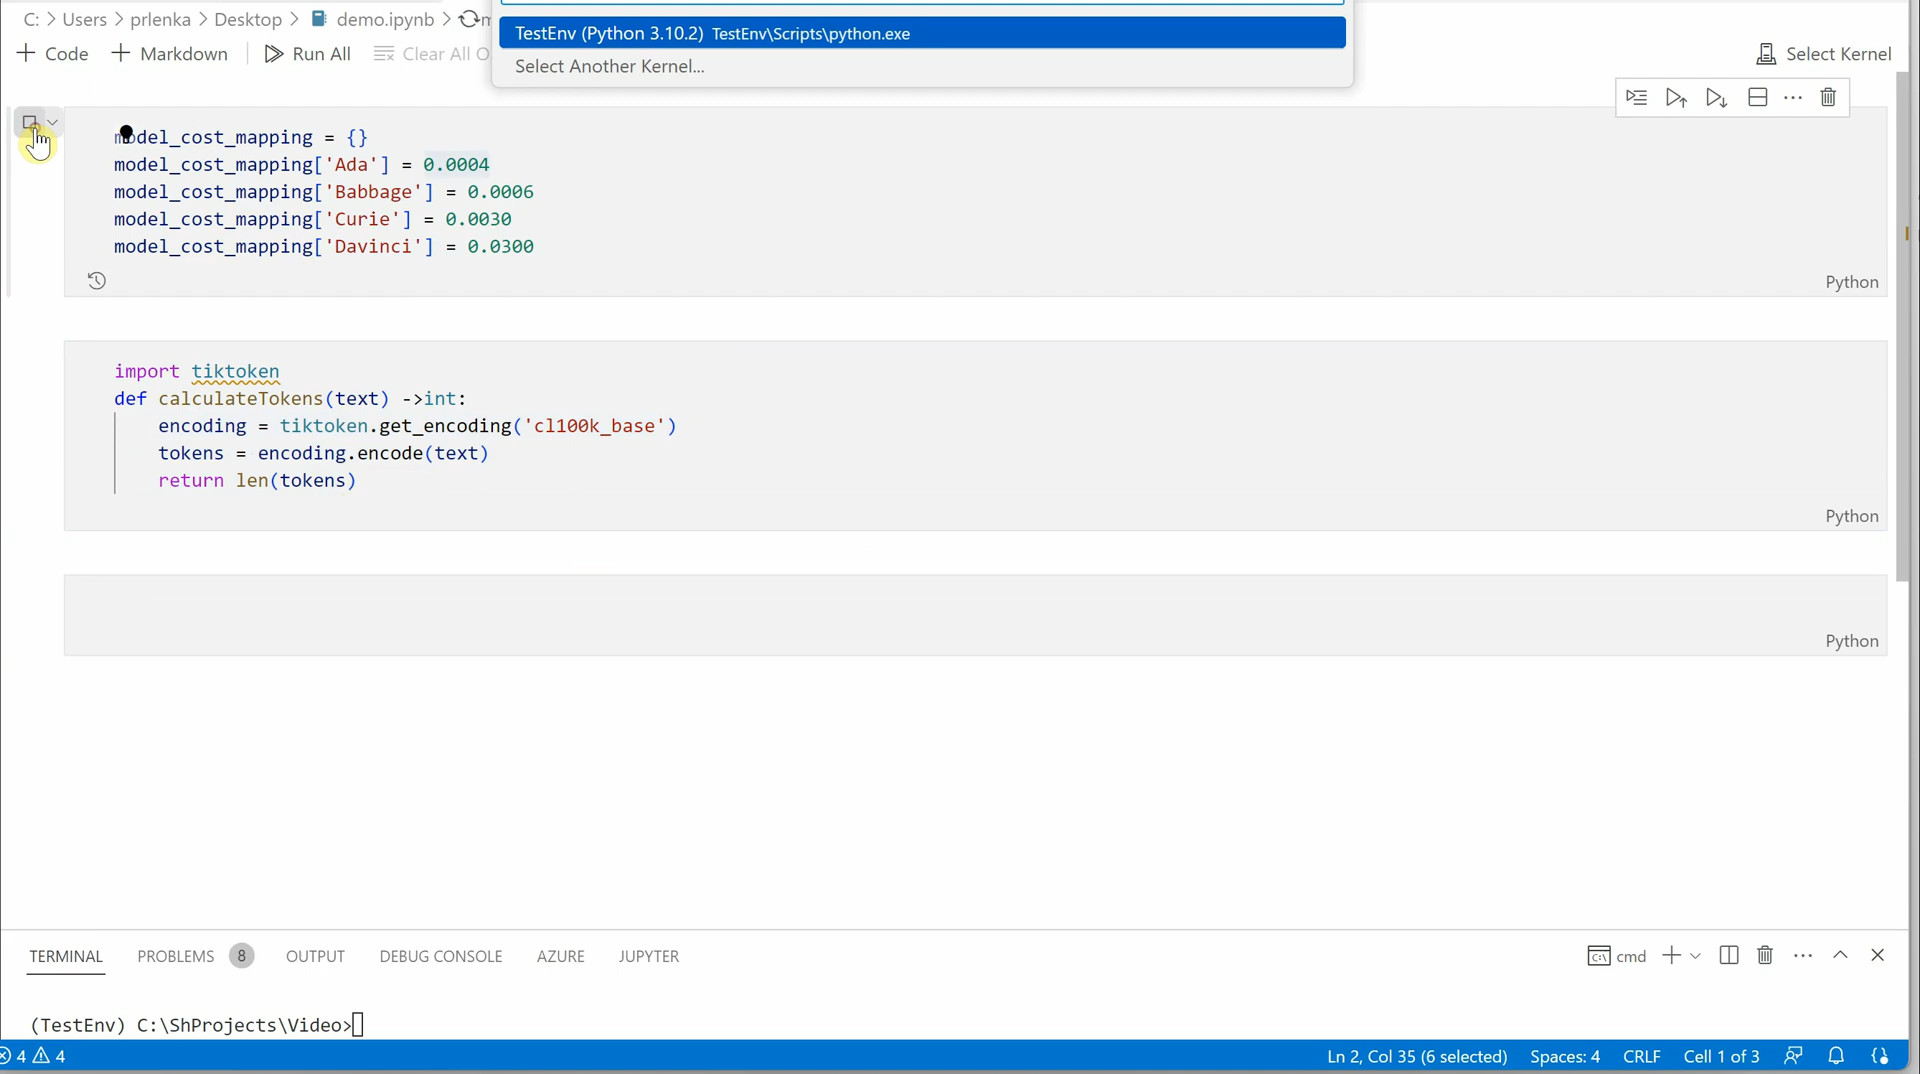 C: > Users > prlenka > Desktop > demo.ipynb >
TestEnv (Python 3.10.2) TestEnv\Scripts\python.exe
Select Another Kernel...
+ Code + Markdown Run All Clear All O
Select Kernel
model_cost_mapping = {}
model_cost_mapping['Ada'] = 0.0004
model_cost_mapping['Babbage'] = 0.0006
model_cost_mapping['Curie'] = 0.0030
model_cost_mapping['Davinci'] = 0.0300
Python
import tiktoken
def calculateTokens(text) ->int:
encoding = tiktoken.get_encoding('cl100k_base')
tokens = encoding.encode(text)
return len(tokens)
Python
Python
TERMINAL PROBLEMS 8 OUTPUT DEBUG CONSOLE AZURE JUPYTER
cmd
(TestEnv) C:\ShProjects\Video>
4 4
Ln 2, Col 35 (6 selected) Spaces: 4 CRLF Cell 1 of 3